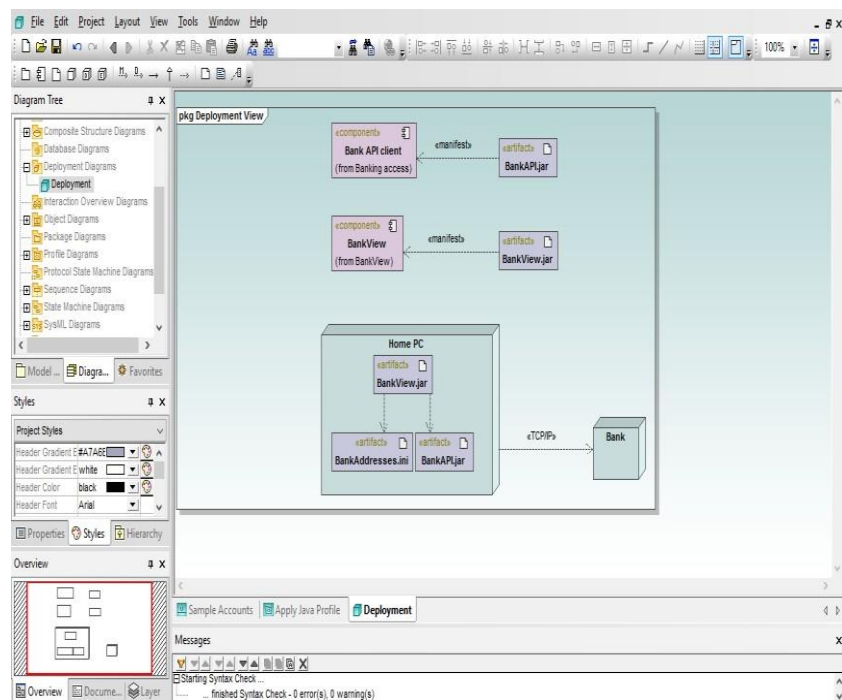 File Edit Project Layout View Tools Window Help
100%
Diagram Tree
Composite Structure Diagrams
Database Diagrams
Deployment Diagrams
Deployment
Interaction Overview Diagrams
Object Diagrams
Package Diagrams
Profile Diagrams
Protocol State Machine Diagrams
Sequence Diagrams
State Machine Diagrams
SysML Diagrams
Model ... Diagra... Favorites
Styles
Project Styles
Header Gradient E #A7A6E
Header Gradient E white
Header Color black
Header Font Arial
Properties Styles Hierarchy
Overview
Overview Docume... Layer
pkg Deployment View
«component»
Bank API client
(from Banking access)
«manifest»
«artifact»
BankAPI.jar
«component»
BankView
(from BankView)
«manifest»
«artifact»
BankView.jar
Home PC
«artifact»
BankView.jar
«artifact»
BankAddresses.ini
«artifact»
BankAPI.jar
«TCP/IP»
Bank
Sample Accounts Apply Java Profile Deployment
Messages
Starting Syntax Check ...
... finished Syntax Check - 0 error(s), 0 warning(s)